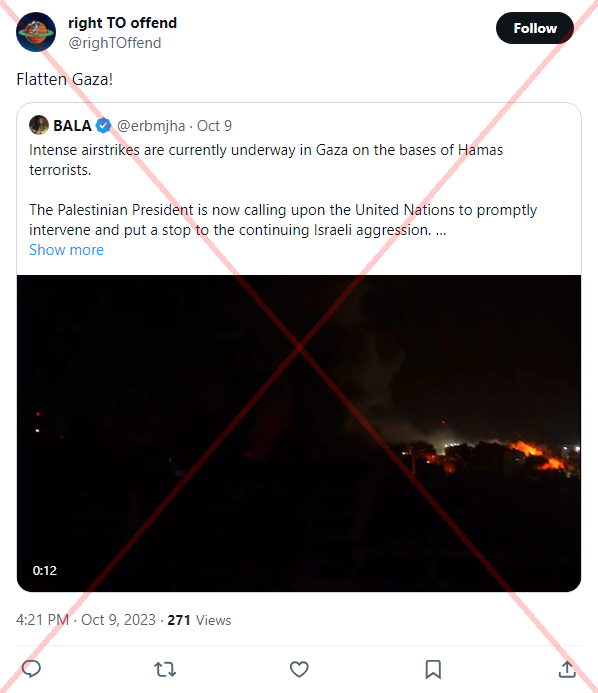 right TO offend
@righTOffend
Follow
Flatten Gaza!
BALA @erbmjha · Oct 9
Intense airstrikes are currently underway in Gaza on the bases of Hamas
terrorists.
The Palestinian President is now calling upon the United Nations to promptly
intervene and put a stop to the continuing Israeli aggression. ...
Show more
0:12
4:21 PM · Oct 9, 2023 · 271 Views